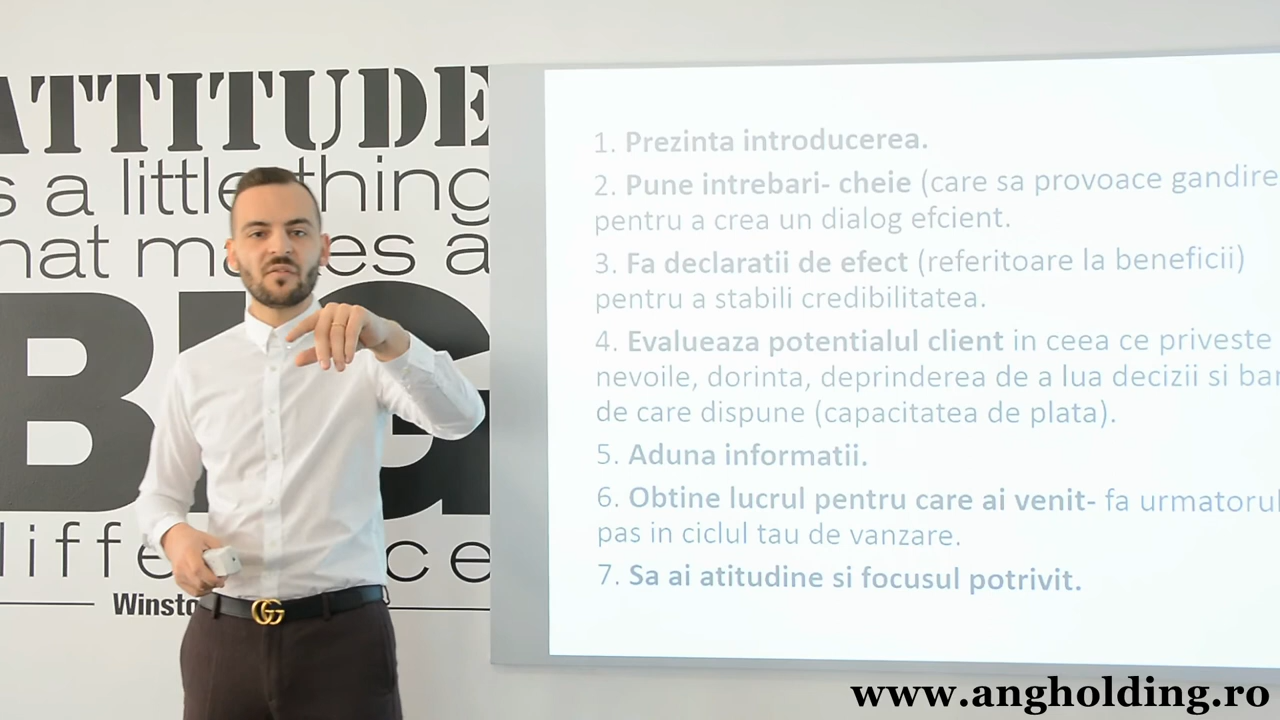 ATTITUDE
s a little thing
hat makes a
BIG
difference
Winsto
1. Prezinta introducerea.
2. Pune intrebari- cheie (care sa provoace gandire
pentru a crea un dialog efcient.
3. Fa declaratii de efect (referitoare la beneficii)
pentru a stabili credibilitatea.
4. Evalueaza potentialul client in ceea ce priveste
nevoile, dorinta, deprinderea de a lua decizii si ban
de care dispune (capacitatea de plata).
5. Aduna informatii.
6. Obtine lucrul pentru care ai venit- fa urmatorul
pas in ciclul tau de vanzare.
7. Sa ai atitudine si focusul potrivit.
www.angholding.ro